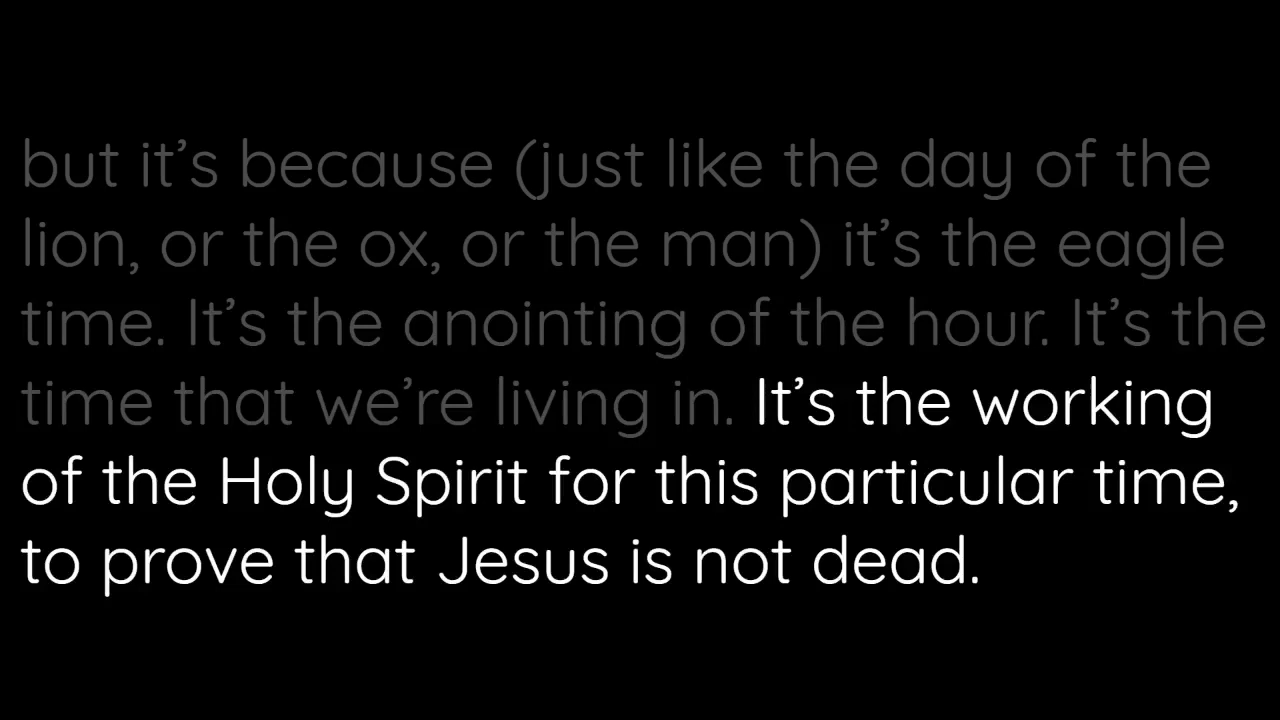 but it’s because (just like the day of the
lion, or the ox, or the man) it’s the eagle
time. It’s the anointing of the hour. It’s the
time that we’re living in. It’s the working
of the Holy Spirit for this particular time,
to prove that Jesus is not dead.